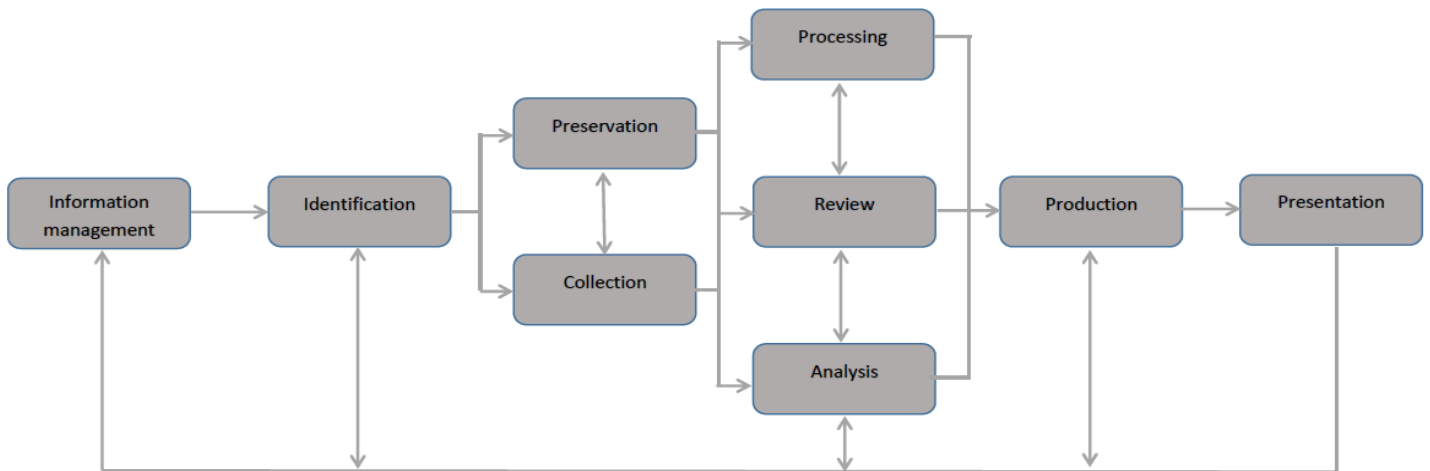 Information
management
Identification
Preservation
Collection
Processing
Review
Analysis
Production
Presentation